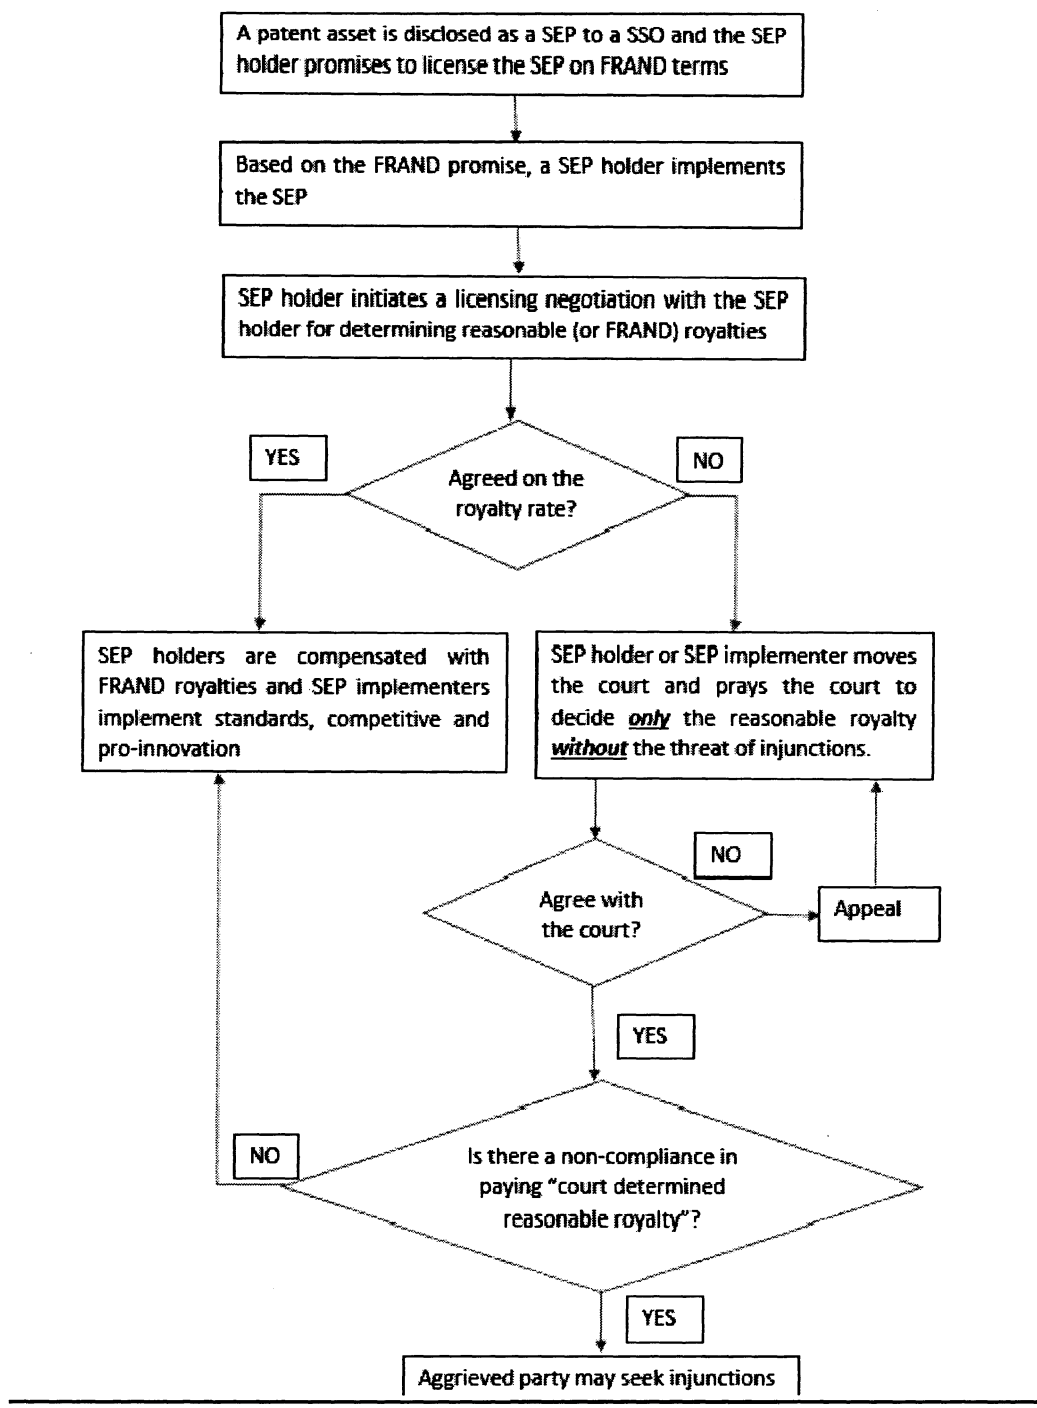 A patent asset is disclosed as a SEP to a SSO and the SEP
holder promises to license the SEP on FRAND terms
Based on the FRAND promise, a SEP holder implements
the SEP
SEP holder initiates a licensing negotiation with the SEP
holder for determining reasonable (or FRAND) royalties
YES
NO
Agreed on the
royalty rate?
SEP holders are compensated with
FRAND royalties and SEP implementers
implement standards, competitive and
pro-innovation
SEP holder or SEP implementer moves
the court and prays the court to
decide only the reasonable royalty
without the threat of injunctions.
NO
Agree with
the court?
Appeal
YES
NO
Is there a non-compliance in
paying “court determined
reasonable royalty”?
YES
Aggrieved party may seek injunctions